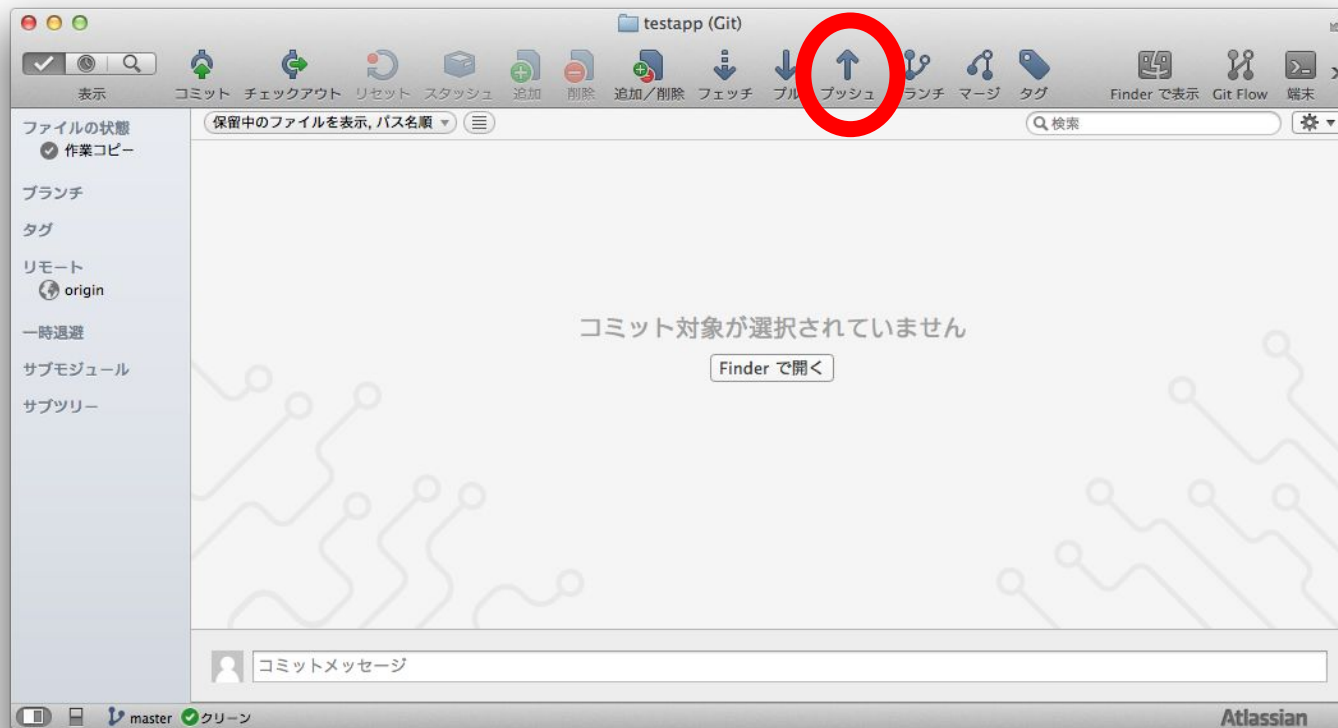 testapp (Git)
表示 コミット チェックアウト リセット スタッシュ 追加 削除 追加／削除 フェッチ プル プッシュ ランチ マージ タグ Finder で表示 Git Flow 端末
ファイルの状態
作業コピー
ブランチ
タグ
リモート
origin
一時退避
サブモジュール
サブツリー
保留中のファイルを表示, パス名順
検索
コミット対象が選択されていません
Finder で開く
コミットメッセージ
master クリーン
Atlassian